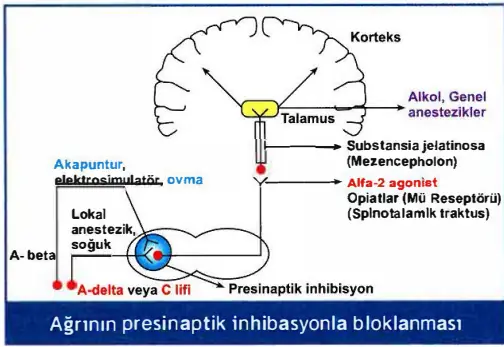 Korteks
Alkol, Genel
anestezikler
Talamus
Substansia jelatinosa
(Mezencepholon)
Alfa-2 agonist
Opiatlar (Mü Reseptörü)
(Spinotalamik traktus)
Akapuntur,
elektrosimulatör, ovma
Lokal
anestezik,
soğuk
A- beta
A-delta veya C lifi
Presinaptik inhibisyon
Ağrının presinaptik inhibasyonla bloklanması